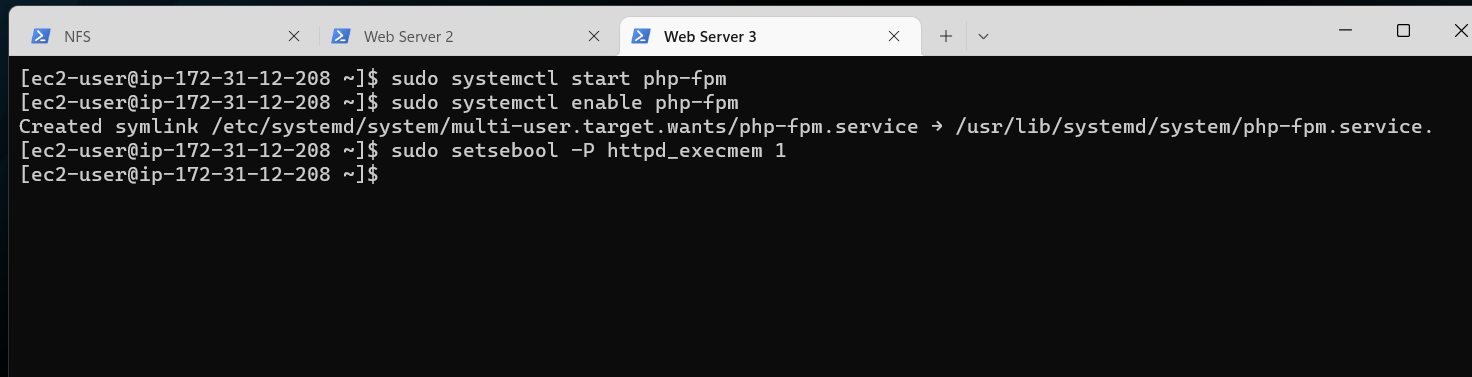 NFS
Web Server 2
Web Server 3
[ec2-user@ip-172-31-12-208 ~]$ sudo systemctl start php-fpm
[ec2-user@ip-172-31-12-208 ~]$ sudo systemctl enable php-fpm
Created symlink /etc/systemd/system/multi-user.target.wants/php-fpm.service → /usr/lib/systemd/system/php-fpm.service.
[ec2-user@ip-172-31-12-208 ~]$ sudo setsebool -P httpd_execmem 1
[ec2-user@ip-172-31-12-208 ~]$